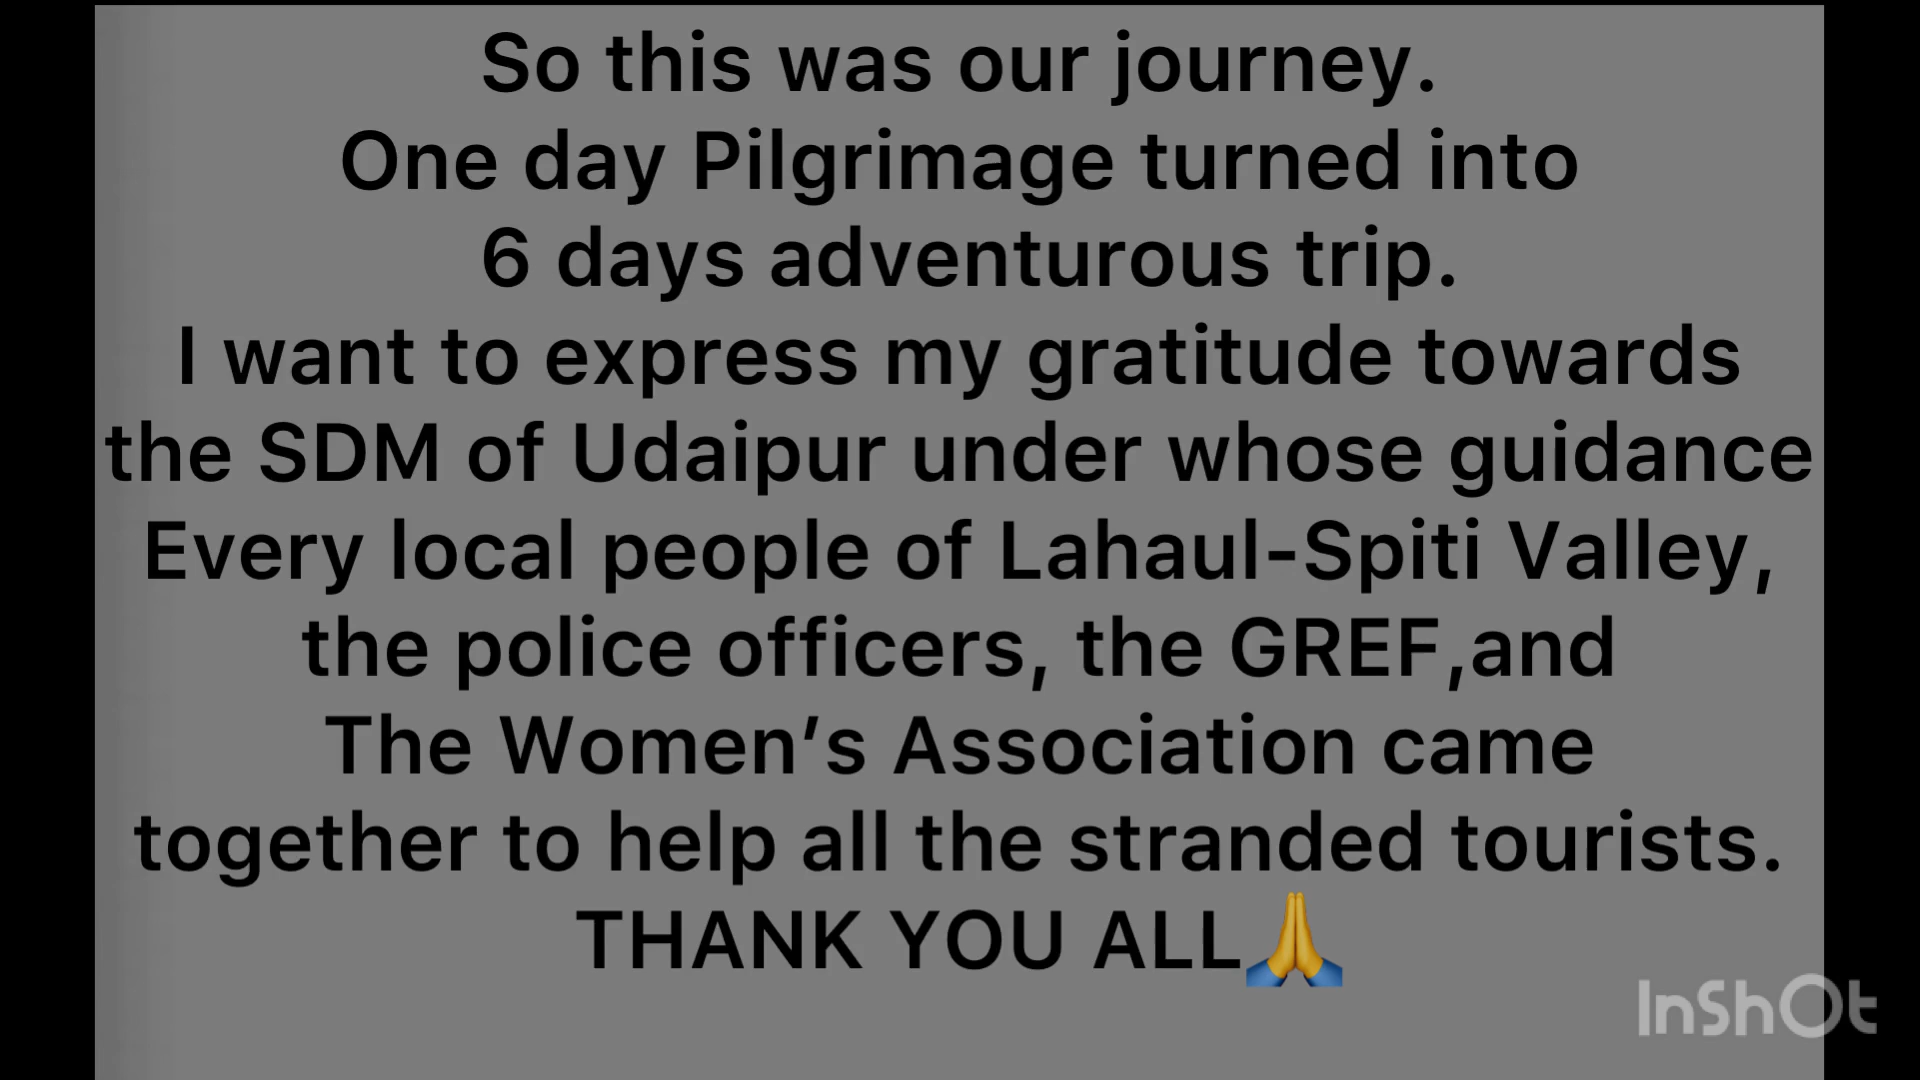 So this was our journey.
One day Pilgrimage turned into
6 days adventurous trip.
I want to express my gratitude towards
the SDM of Udaipur under whose guidance
Every local people of Lahaul-Spiti Valley,
the police officers, the GREF,and
The Women’s Association came
together to help all the stranded tourists.
THANK YOU ALL🙏
InShOt